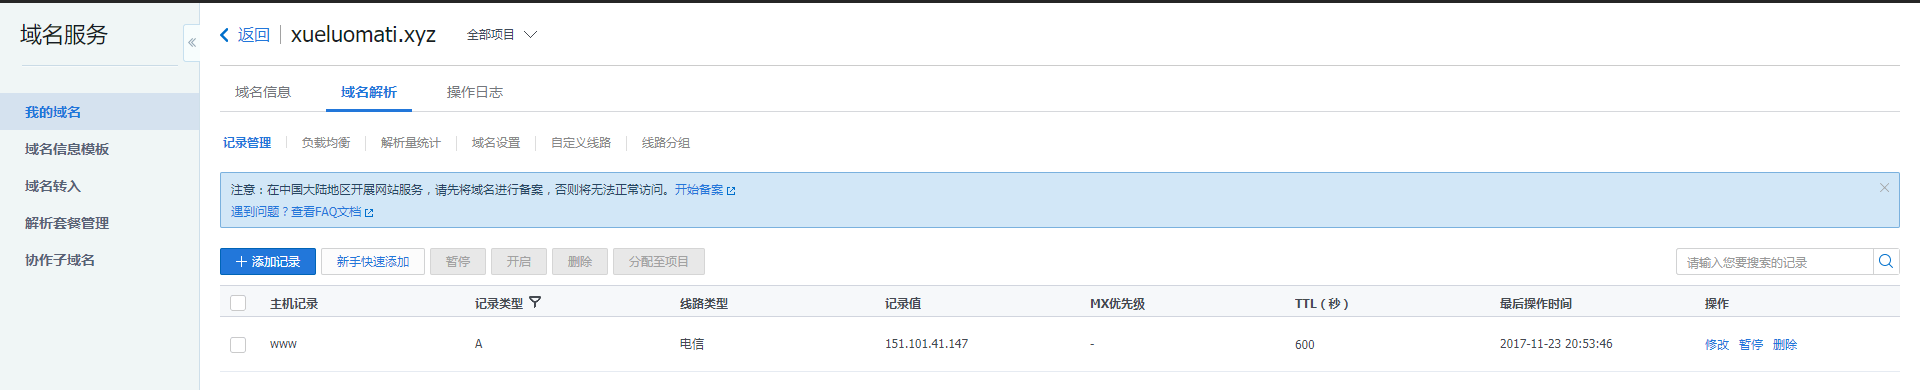 域名服务
返回 xueluomati.xyz 全部项目
域名信息 域名解析 操作日志
我的域名
域名信息模板
域名转入
解析套餐管理
协作子域名
记录管理 负载均衡 解析量统计 域名设置 自定义线路 线路分组
注意：在中国大陆地区开展网站服务，请先将域名进行备案，否则将无法正常访问。开始备案
遇到问题？查看FAQ文档
添加记录 新手快速添加 暂停 开启 删除 分配至项目 请输入您要搜索的记录
主机记录 记录类型 线路类型 记录值 MX优先级 TTL（秒） 最后操作时间 操作
www A 电信 151.101.41.147 - 600 2017-11-23 20:53:46 修改 暂停 删除